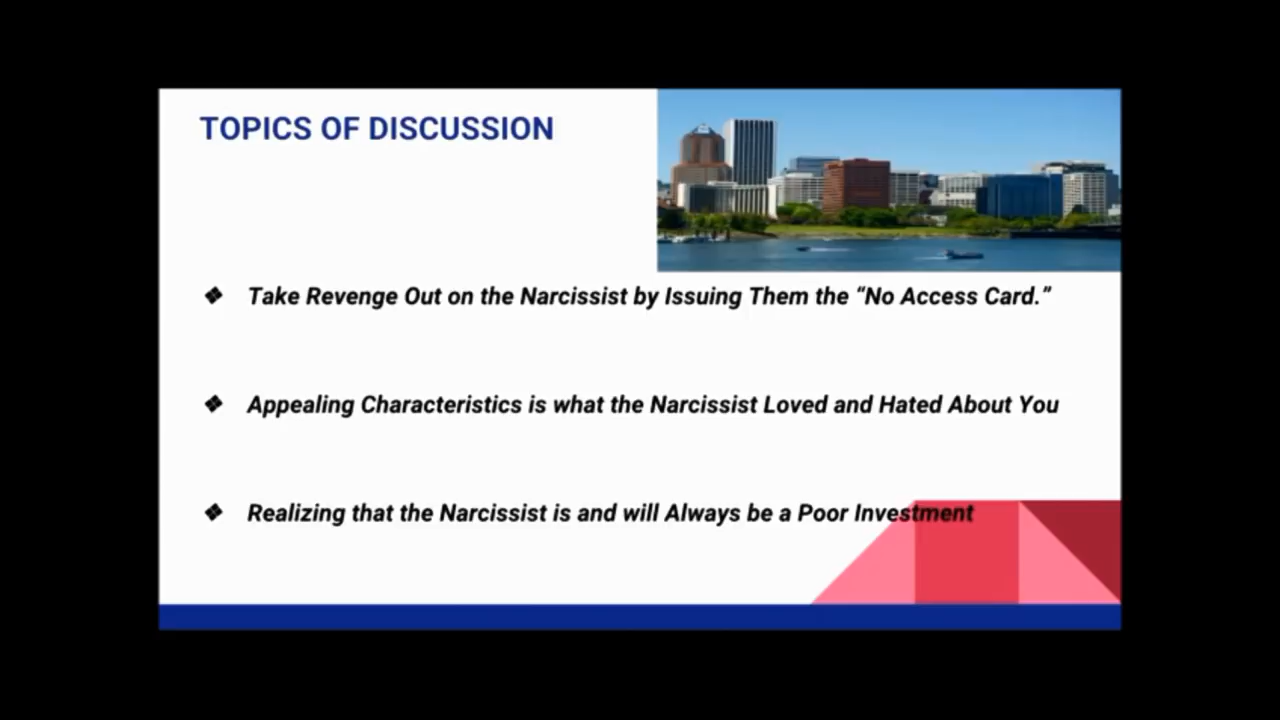 TOPICS OF DISCUSSION
❖ Take Revenge Out on the Narcissist by Issuing Them the “No Access Card.”
❖ Appealing Characteristics is what the Narcissist Loved and Hated About You
❖ Realizing that the Narcissist is and will Always be a Poor Investment